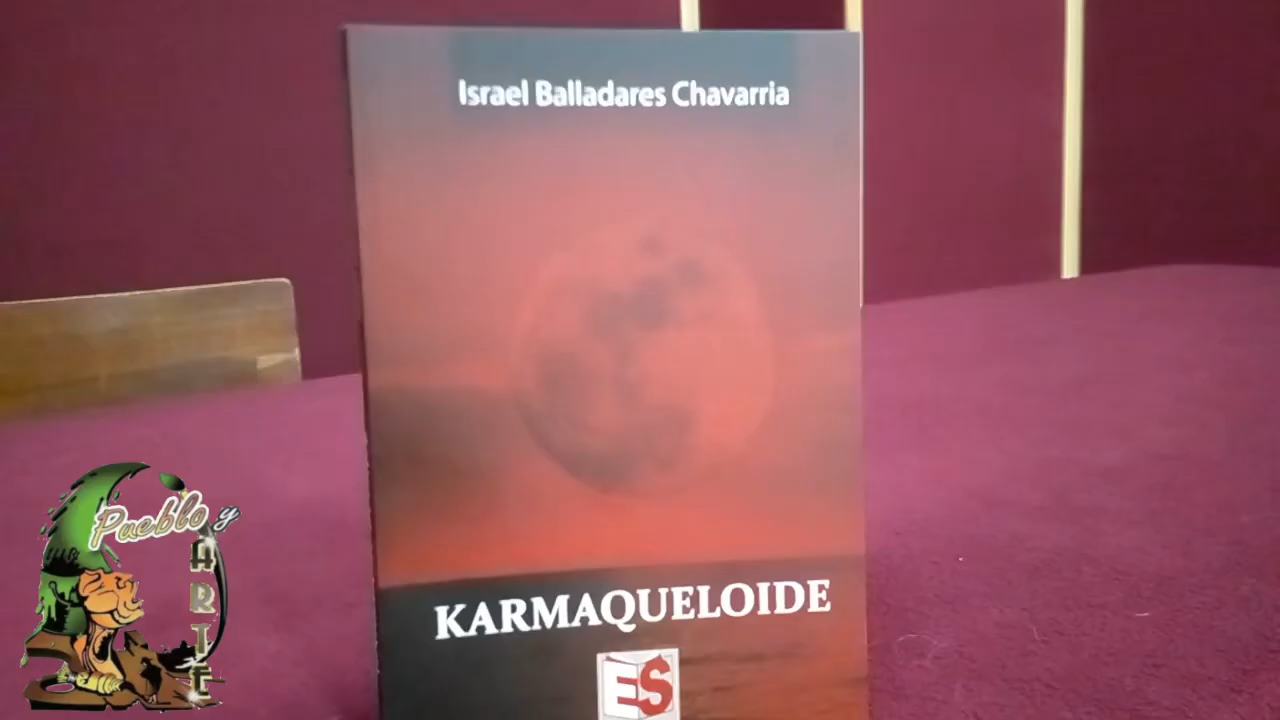 Israel Balladares Chavarria
KARMAQUELOIDE
ES
Pueblo y
ARTE